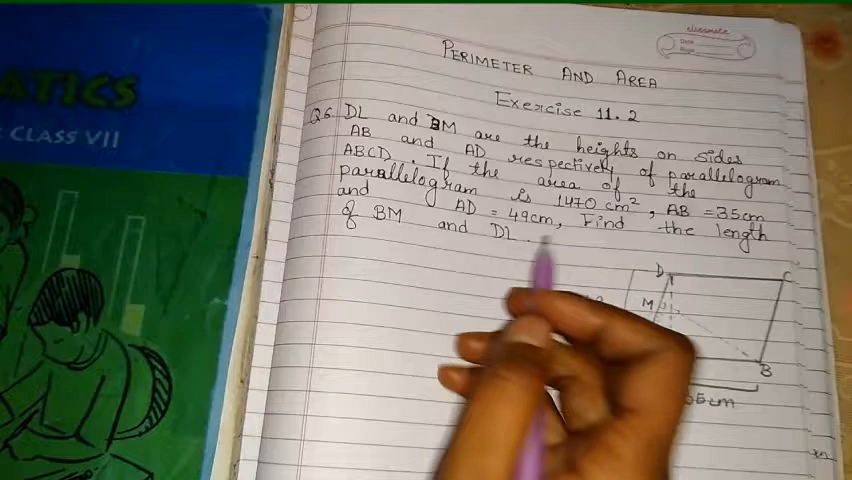 classmate
Date
Page
PERIMETER AND AREA
Exercise 11.2
Q6. DL and BM are the heights on sides
AB and AD respectively of parallelogram
ABCD. If the area of the
parallelogram is 1470 cm², AB = 35cm
and AD = 49cm, Find the length
of BM and DL.
ATICS
CLASS VII
D
C
M
B
5cm